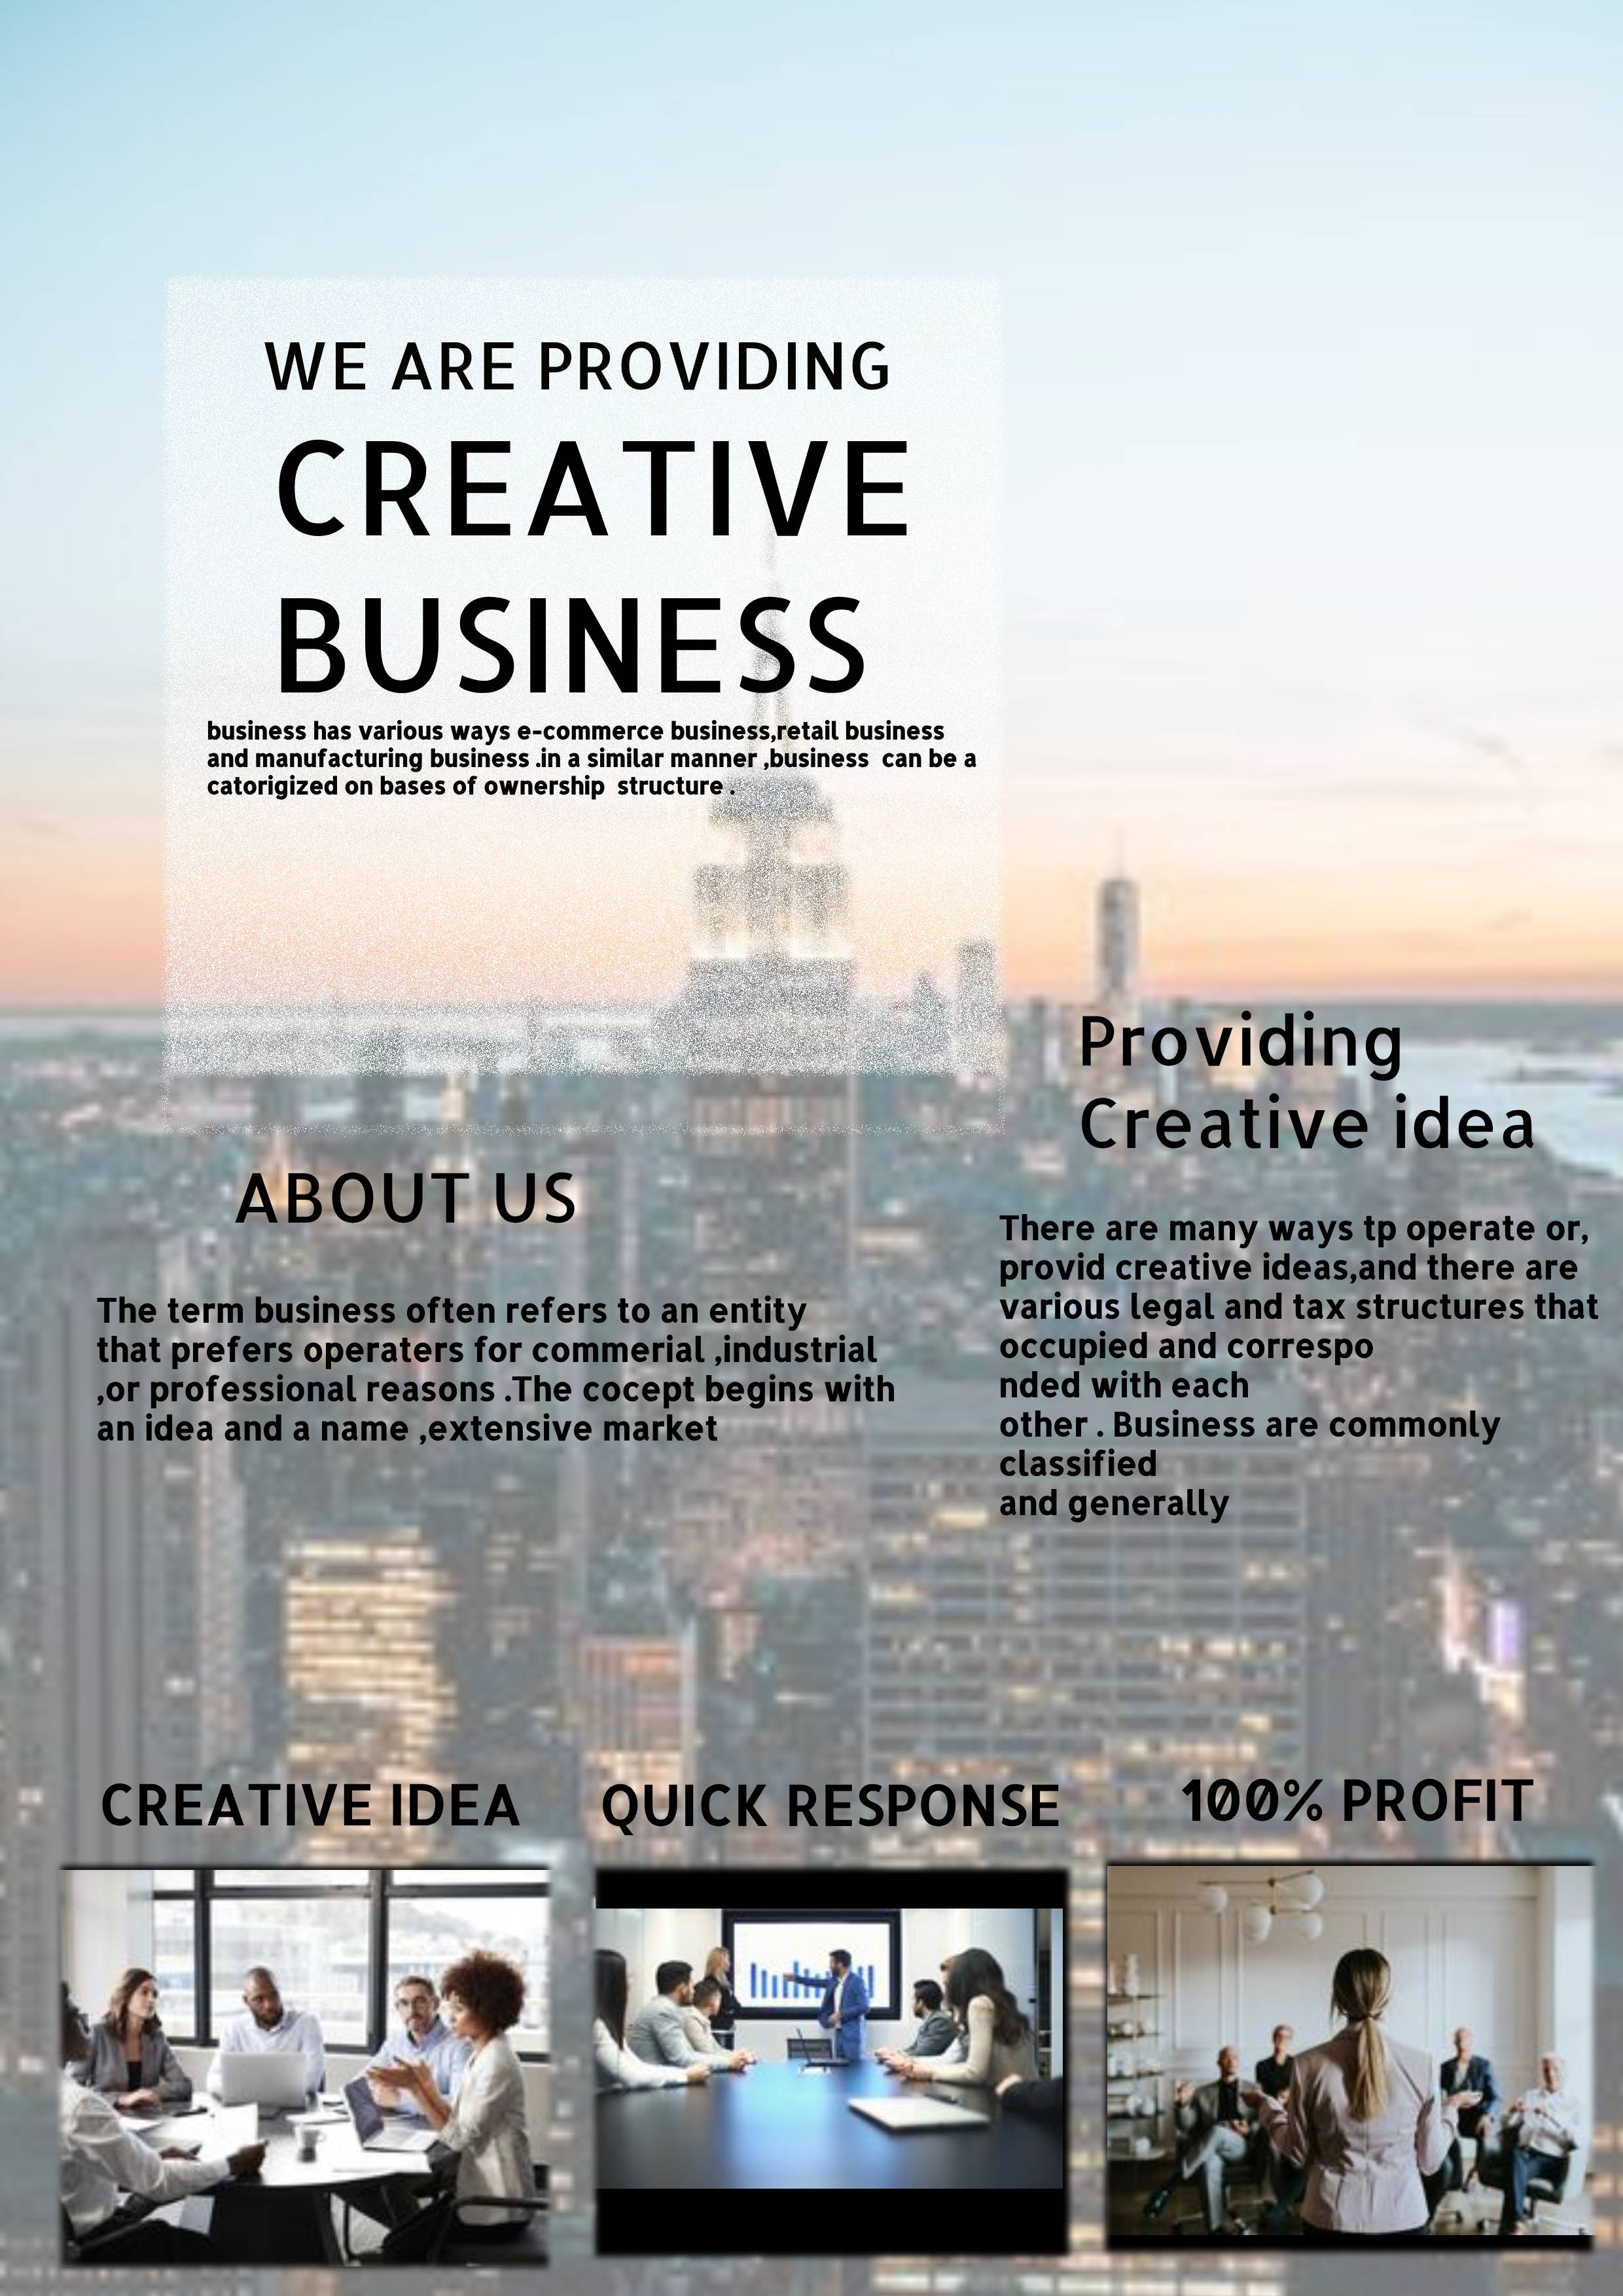 WE ARE PROVIDING
CREATIVE
BUSINESS
business has various ways e-commerce business,retail business
and manufacturing business .in a similar manner ,business  can be a
catorigized on bases of ownership  structure .
Providing
Creative idea
There are many ways tp operate or,
provid creative ideas,and there are
various legal and tax structures that
occupied and correspo
nded with each
other . Business are commonly
classified
and generally
ABOUT US
The term business often refers to an entity
that prefers operaters for commerial ,industrial
,or professional reasons .The cocept begins with
an idea and a name ,extensive market
CREATIVE IDEA
QUICK RESPONSE
100% PROFIT